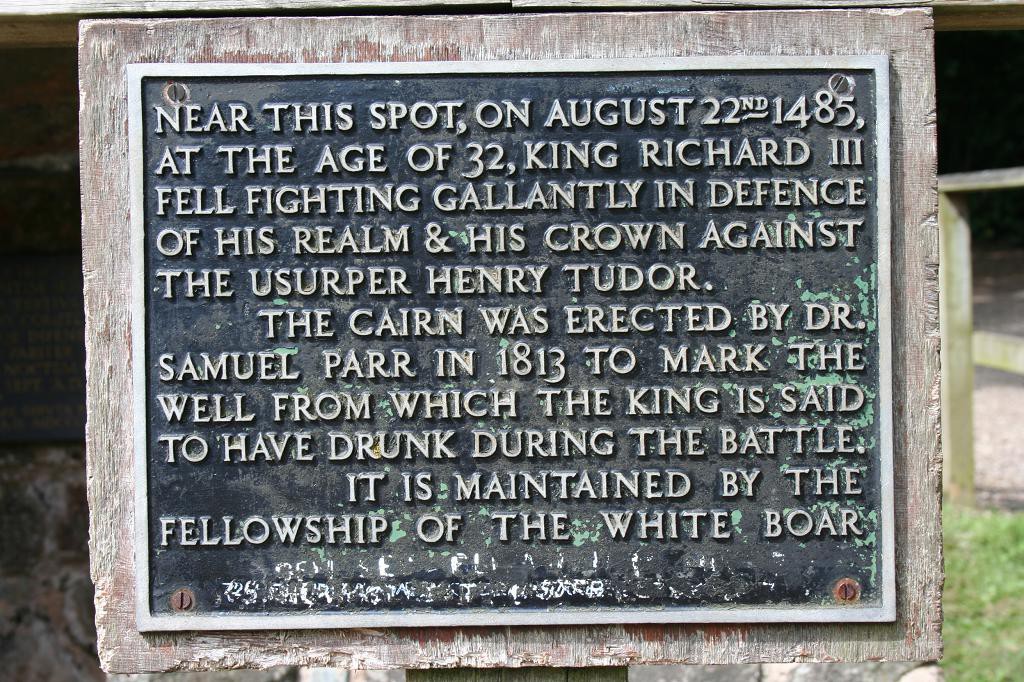 NEAR THIS SPOT, ON AUGUST 22ND 1485,
AT THE AGE OF 32, KING RICHARD III
FELL FIGHTING GALLANTLY IN DEFENCE
OF HIS REALM & HIS CROWN AGAINST
THE USURPER HENRY TUDOR.
THE CAIRN WAS ERECTED BY DR.
SAMUEL PARR IN 1813 TO MARK THE
WELL FROM WHICH THE KING IS SAID
TO HAVE DRUNK DURING THE BATTLE.
IT IS MAINTAINED BY THE
FELLOWSHIP OF THE WHITE BOAR